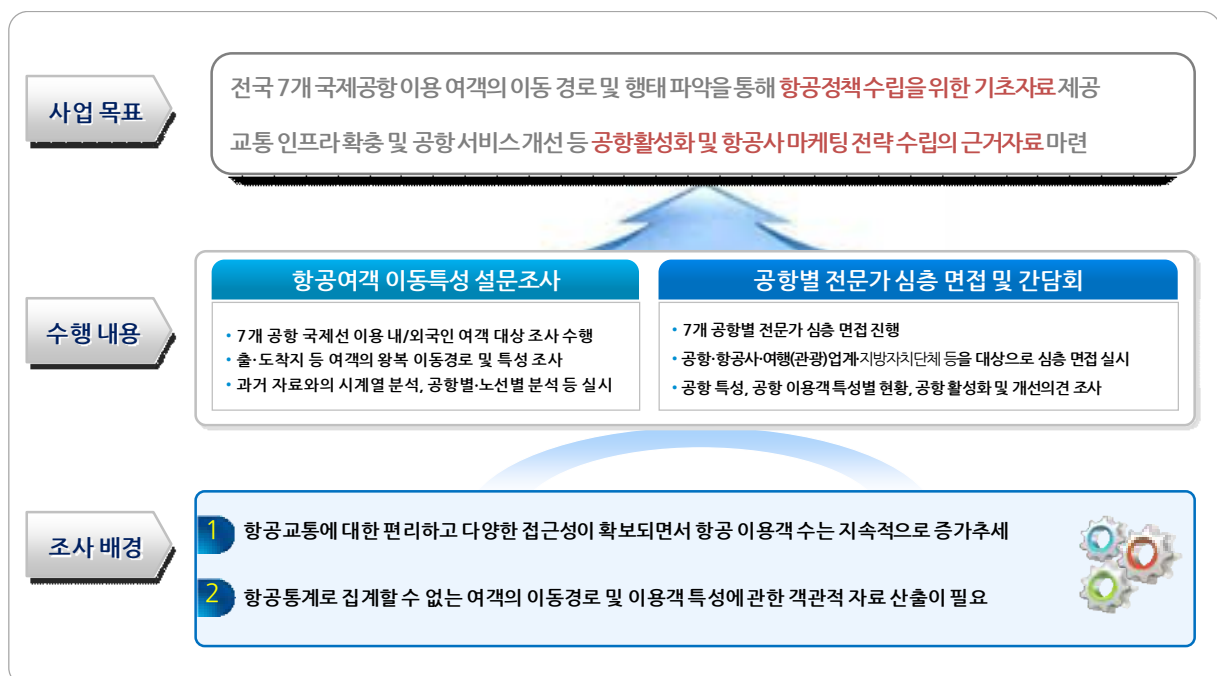 사업 목표
전국 7개 국제공항 이용 여객의 이동 경로 및 행태 파악을 통해 항공정책 수립을 위한 기초자료 제공
교통 인프라 확충 및 공항 서비스 개선 등 공항활성화 및 항공사 마케팅 전략 수립의 근거자료 마련
수행 내용
항공여객 이동특성 설문조사
• 7개 공항 국제선 이용 내/외국인 여객 대상 조사 수행
• 출·도착지 등 여객의 왕복 이동경로 및 특성 조사
• 과거 자료와의 시계열 분석, 공항별·노선별 분석 등 실시
공항별 전문가 심층 면접 및 간담회
• 7개 공항별 전문가 심층 면접 진행
• 공항·항공사·여행(관광)업계·지방자치단체 등을 대상으로 심층 면접 실시
• 공항 특성, 공항 이용객 특성별 현황, 공항 활성화 및 개선의견 조사
조사 배경
1 항공교통에 대한 편리하고 다양한 접근성이 확보되면서 항공 이용객 수는 지속적으로 증가추세
2 항공통계로 집계할 수 없는 여객의 이동경로 및 이용객 특성에 관한 객관적 자료 산출이 필요